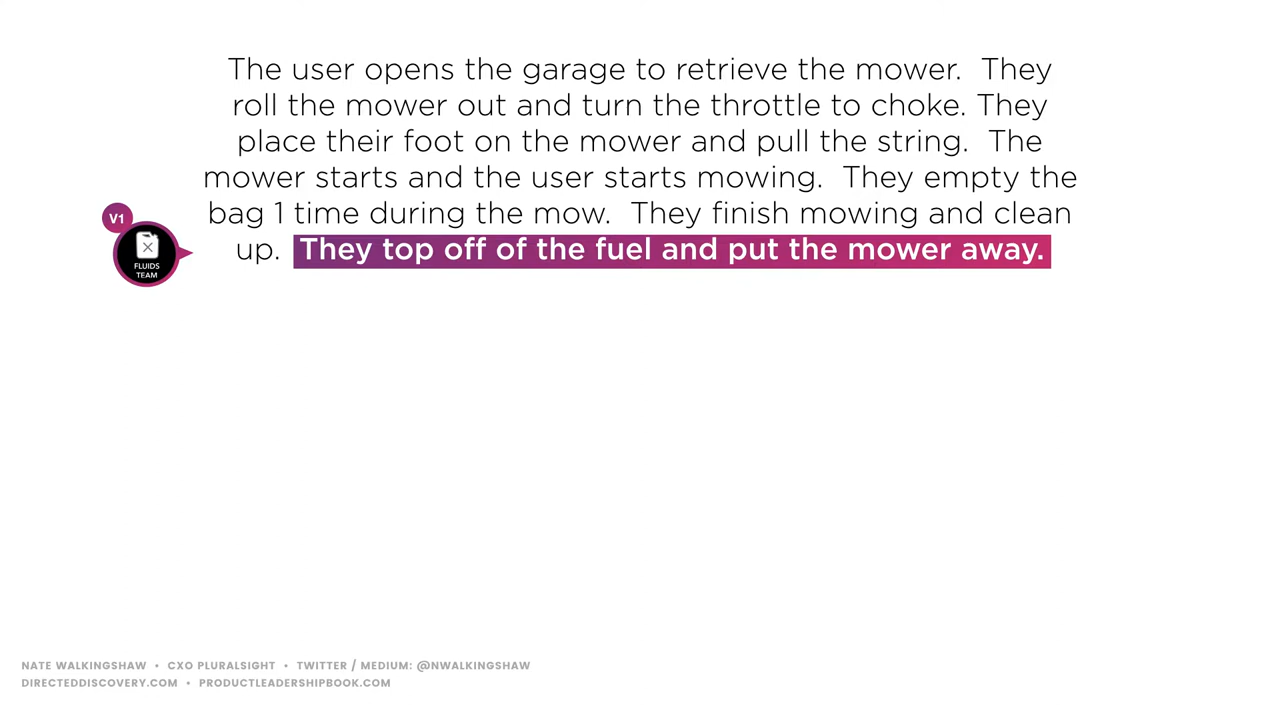 The user opens the garage to retrieve the mower.  They
roll the mower out and turn the throttle to choke. They
place their foot on the mower and pull the string.  The
mower starts and the user starts mowing.  They empty the
bag 1 time during the mow.  They finish mowing and clean
up.  They top off of the fuel and put the mower away.
V1
FLUIDS
TEAM
NATE WALKINGSHAW • CXO PLURALSIGHT • TWITTER / MEDIUM: @NWALKINGSHAW
DIRECTEDDISCOVERY.COM • PRODUCTLEADERSHIPBOOK.COM